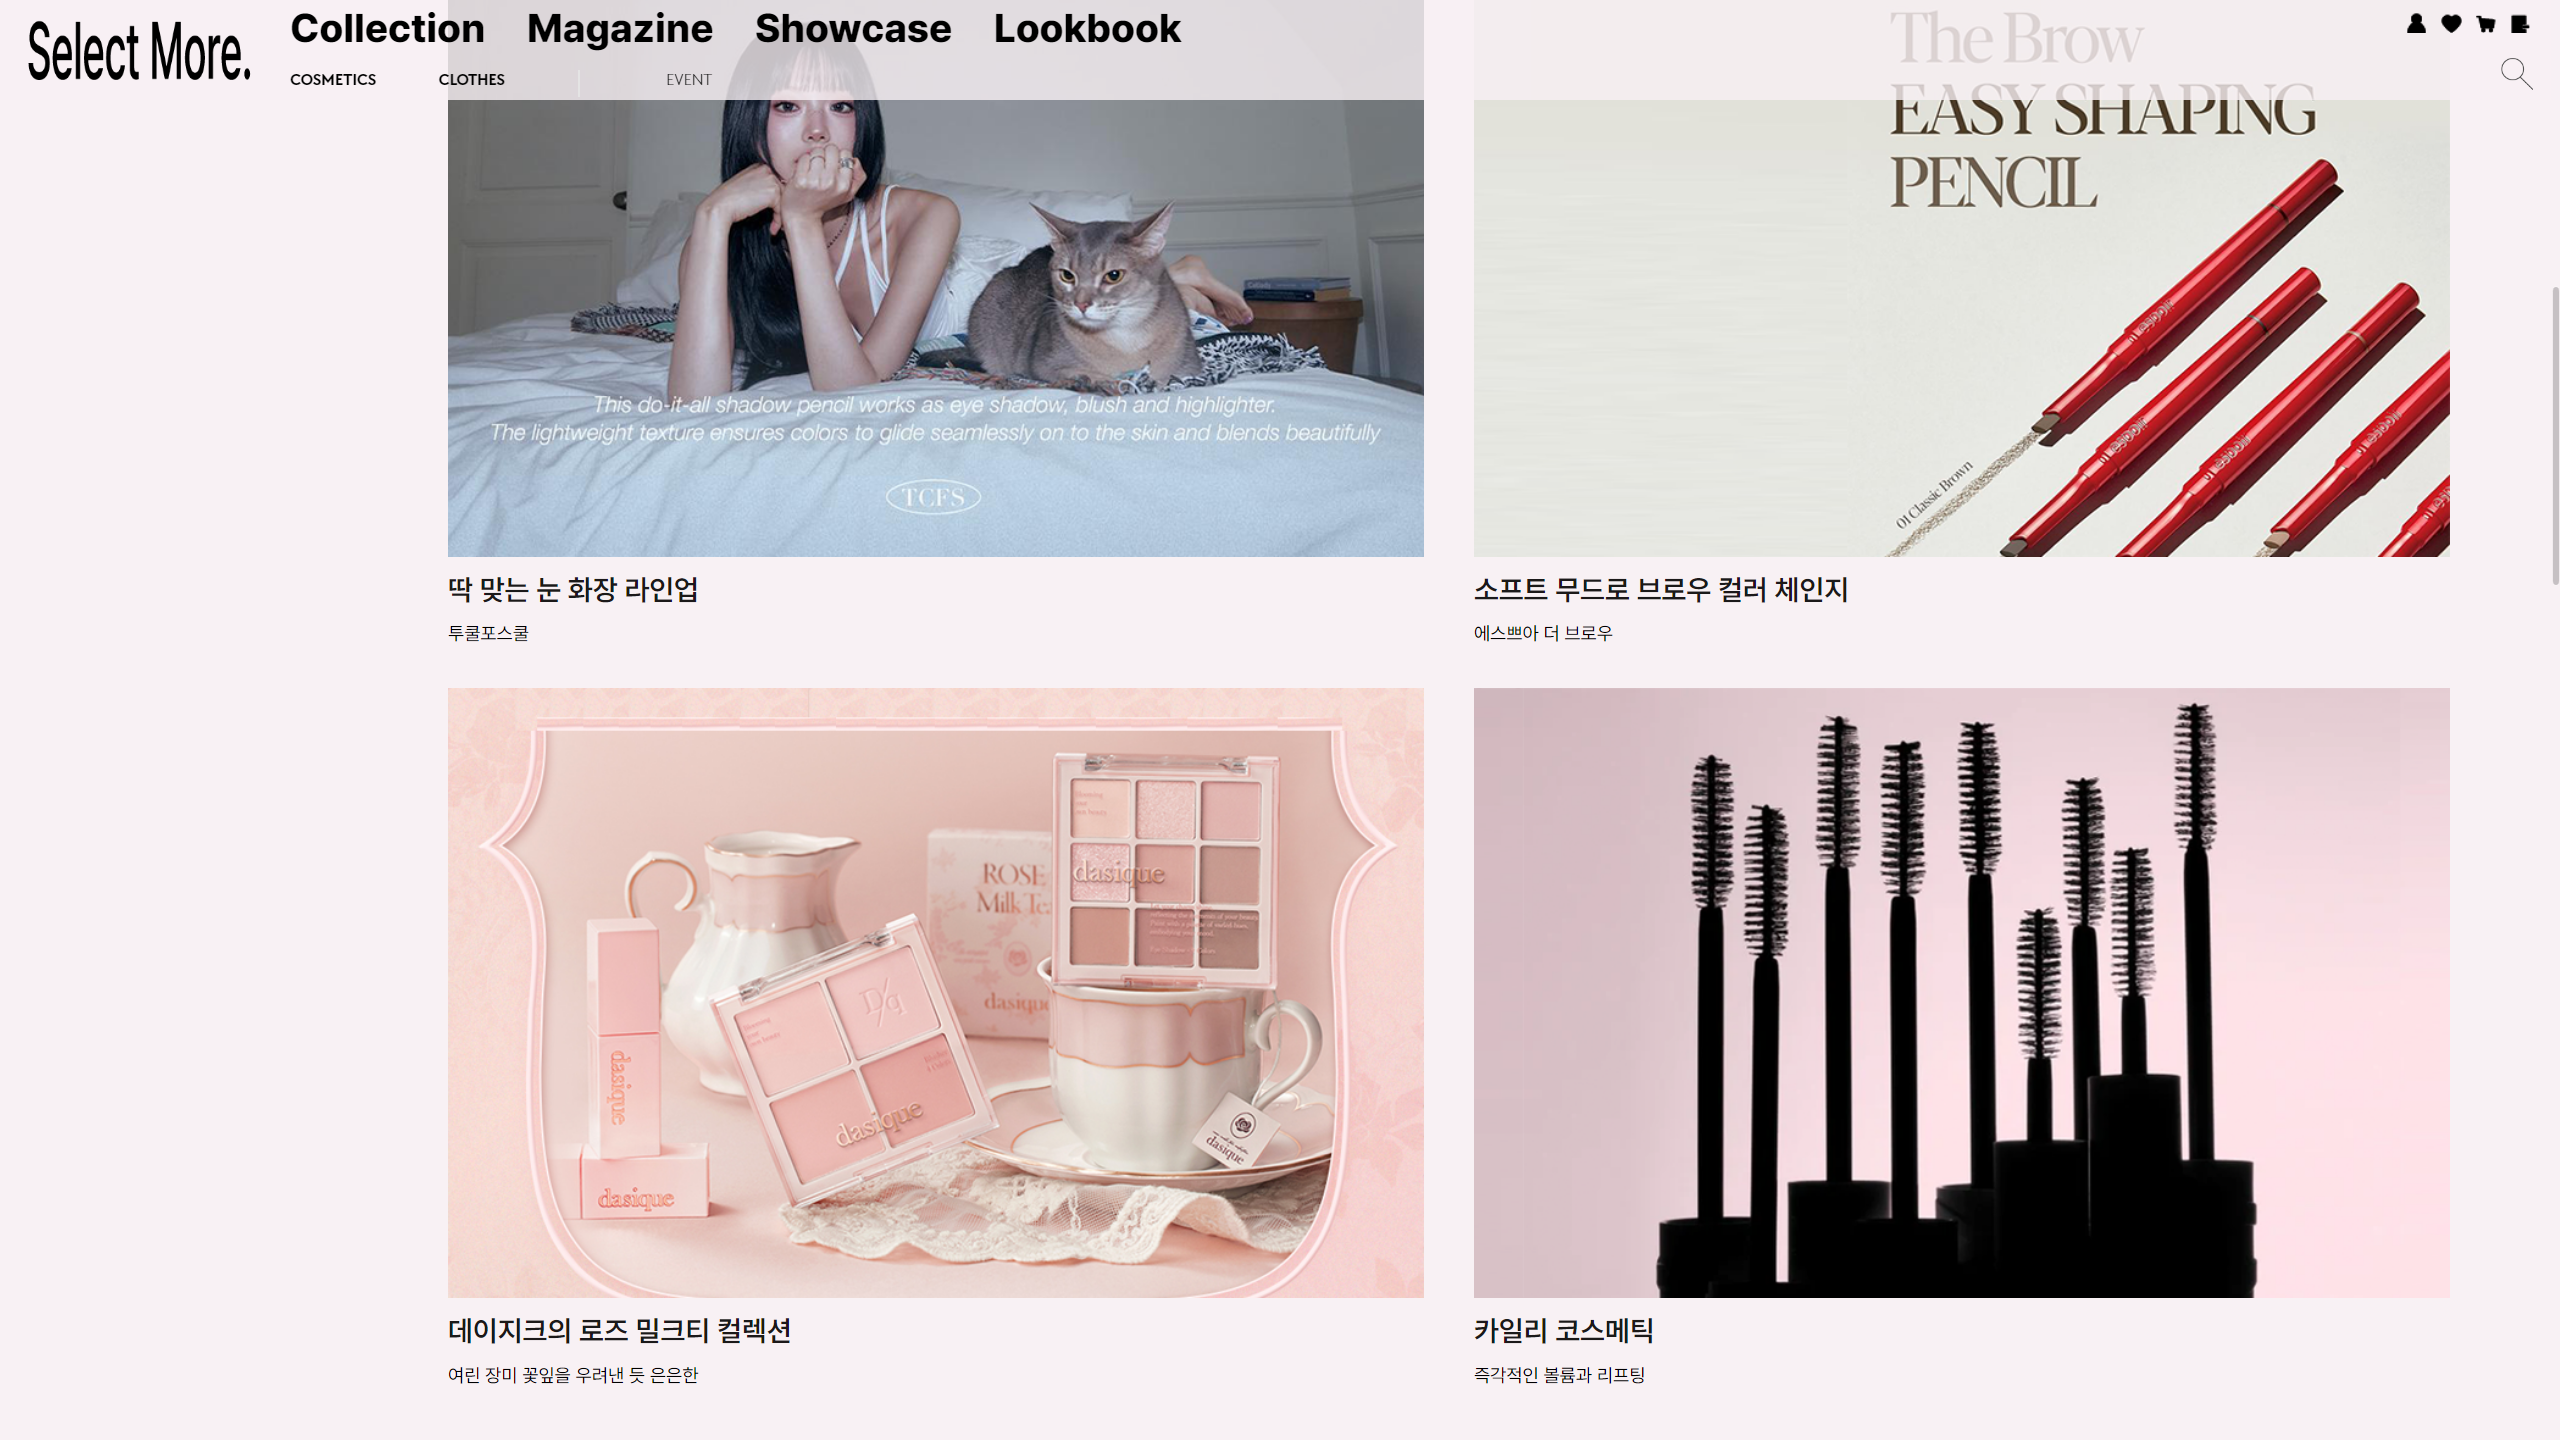 Select More.
Collection Magazine Showcase Lookbook
COSMETICS CLOTHES EVENT
This do-it-all shadow pencil works as eye shadow, blush and highlighter.
The lightweight texture ensures colors to glide seamlessly on to the skin and blends beautifully
TCFS
딱 맞는 눈 화장 라인업
투쿨포스쿨
The Brow
EASY SHAPING
PENCIL
01 Classic Brown
소프트 무드로 브로우 컬러 체인지
에스쁘아 더 브로우
ROSE
dasique
dasique
dasique
dasique
dasique
데이지크의 로즈 밀크티 컬렉션
여린 장미 꽃잎을 우려낸 듯 은은한
카일리 코스메틱
즉각적인 볼륨과 리프팅